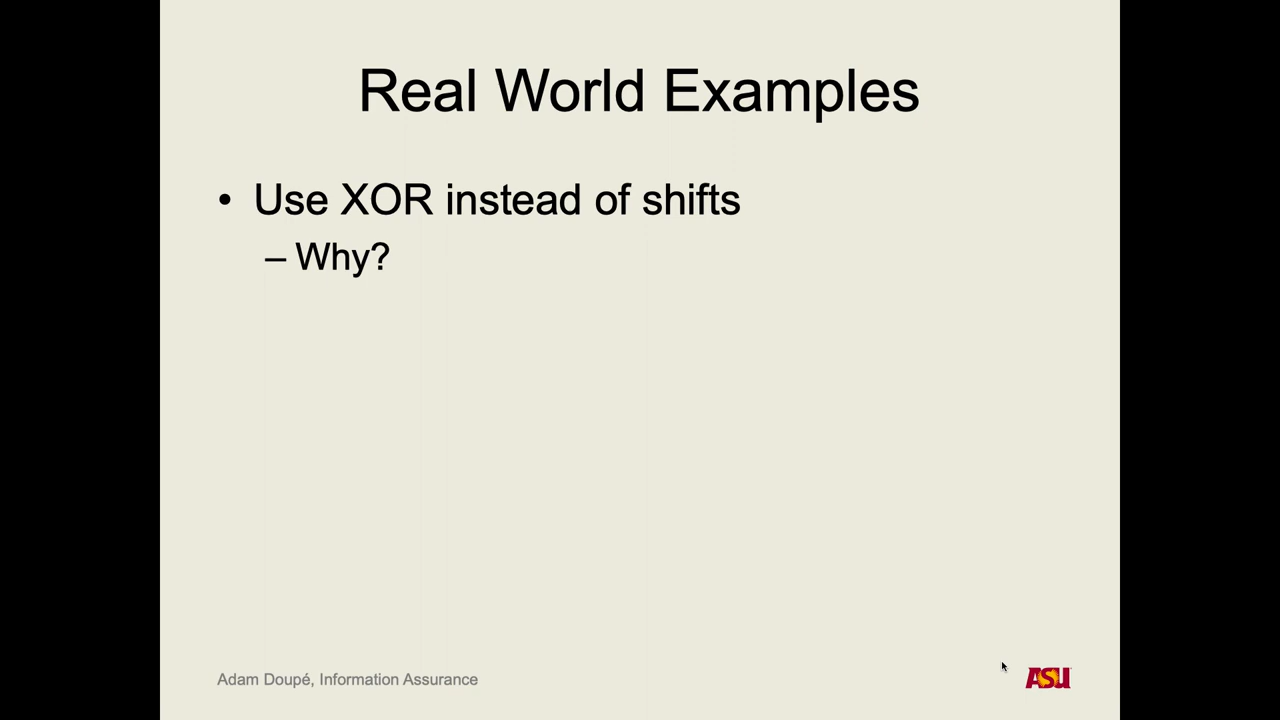 Real World Examples
• Use XOR instead of shifts
– Why?
Adam Doupé, Information Assurance
ASU